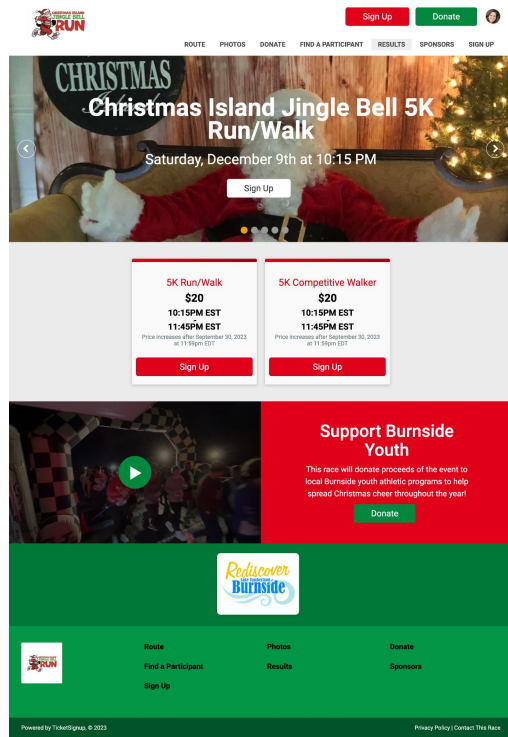 CHRISTMAS ISLAND
JINGLE BELL
RUN
Sign Up
Donate
ROUTE
PHOTOS
DONATE
FIND A PARTICIPANT
RESULTS
SPONSORS
SIGN UP
CHRISTMAS
Christmas Island Jingle Bell 5K
Run/Walk
Saturday, December 9th at 10:15 PM
Sign Up
5K Run/Walk
$20
10:15PM EST
-
11:45PM EST
Price increases after September 30, 2023
at 11:59pm EDT
Sign Up
5K Competitive Walker
$20
10:15PM EST
-
11:45PM EST
Price increases after September 30, 2023
at 11:59pm EDT
Sign Up
Support Burnside
Youth
This race will donate proceeds of the event to
local Burnside youth athletic programs to help
spread Christmas cheer throughout the year!
Donate
Rediscover
Burnside
RUN
Route
Photos
Donate
Find a Participant
Results
Sponsors
Sign Up
Powered by TicketSignup, © 2023
Privacy Policy | Contact This Race